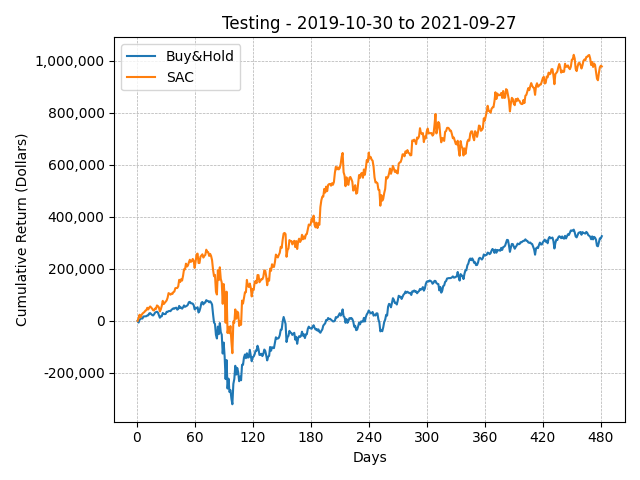 Testing - 2019-10-30 to 2021-09-27
Buy&Hold
SAC
Cumulative Return (Dollars)
1,000,000
800,000
600,000
400,000
200,000
0
-200,000
0 60 120 180 240 300 360 420 480
Days